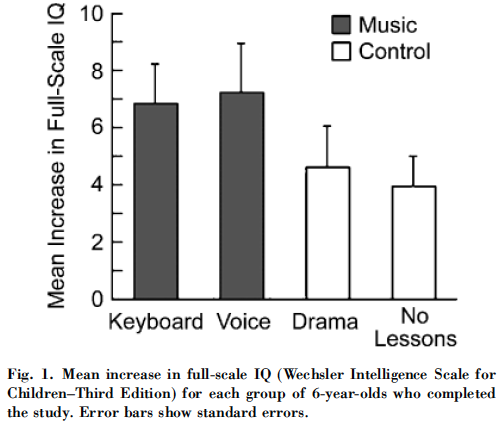 Mean Increase in Full-Scale IQ
10
8
6
4
2
0
Music
Control
Keyboard
Voice
Drama
No
Lessons
Fig. 1. Mean increase in full-scale IQ (Wechsler Intelligence Scale for
Children–Third Edition) for each group of 6-year-olds who completed
the study. Error bars show standard errors.